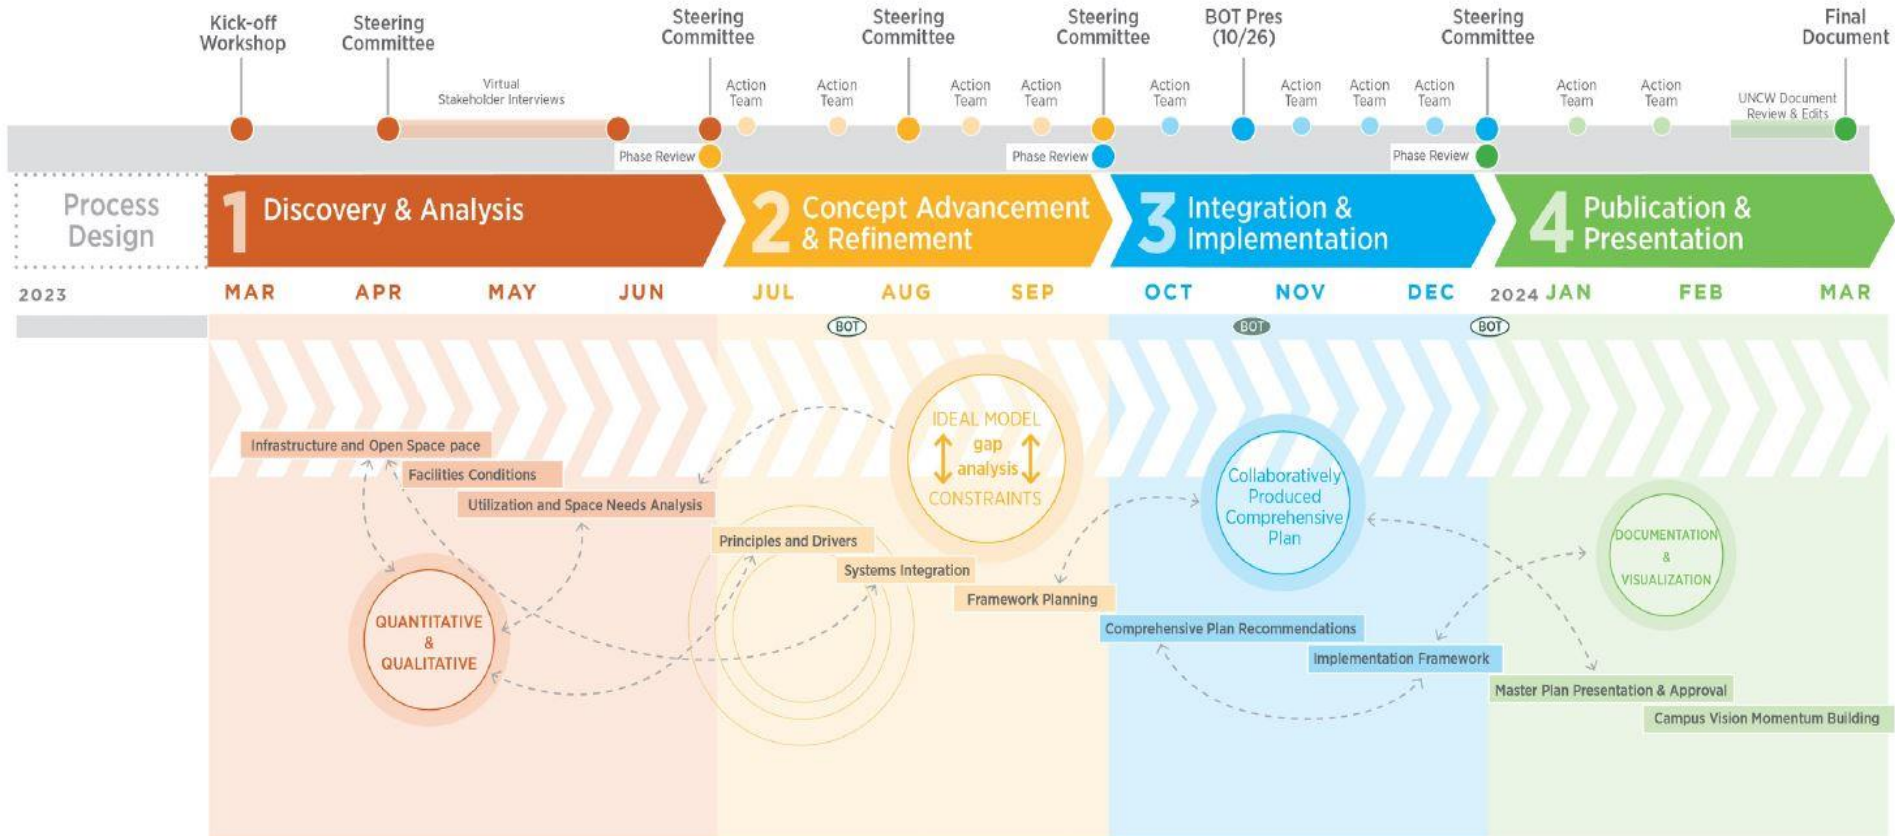 Kick-off
Workshop
Steering
Committee
Steering
Committee
Steering
Committee
Steering
Committee
BOT Pres
(10/26)
Steering
Committee
Final
Document
Virtual
Stakeholder Interviews
Action
Team
Action
Team
Action
Team
Action
Team
Action
Team
Action
Team
Action
Team
Action
Team
Action
Team
Action
Team
UNCW Document
Review & Edits
Phase Review
Phase Review
Phase Review
Process
Design
1 Discovery & Analysis
2 Concept Advancement
& Refinement
3 Integration &
Implementation
4 Publication &
Presentation
2023 MAR APR MAY JUN JUL AUG SEP OCT NOV DEC 2024 JAN FEB MAR
BOT BOT BOT
Infrastructure and Open Space pace
Facilities Conditions
Utilization and Space Needs Analysis
QUANTITATIVE
&
QUALITATIVE
IDEAL MODEL
gap
analysis
CONSTRAINTS
Principles and Drivers
Systems Integration
Framework Planning
Collaboratively
Produced
Comprehensive
Plan
Comprehensive Plan Recommendations
Implementation Framework
DOCUMENTATION
&
VISUALIZATION
Master Plan Presentation & Approval
Campus Vision Momentum Building